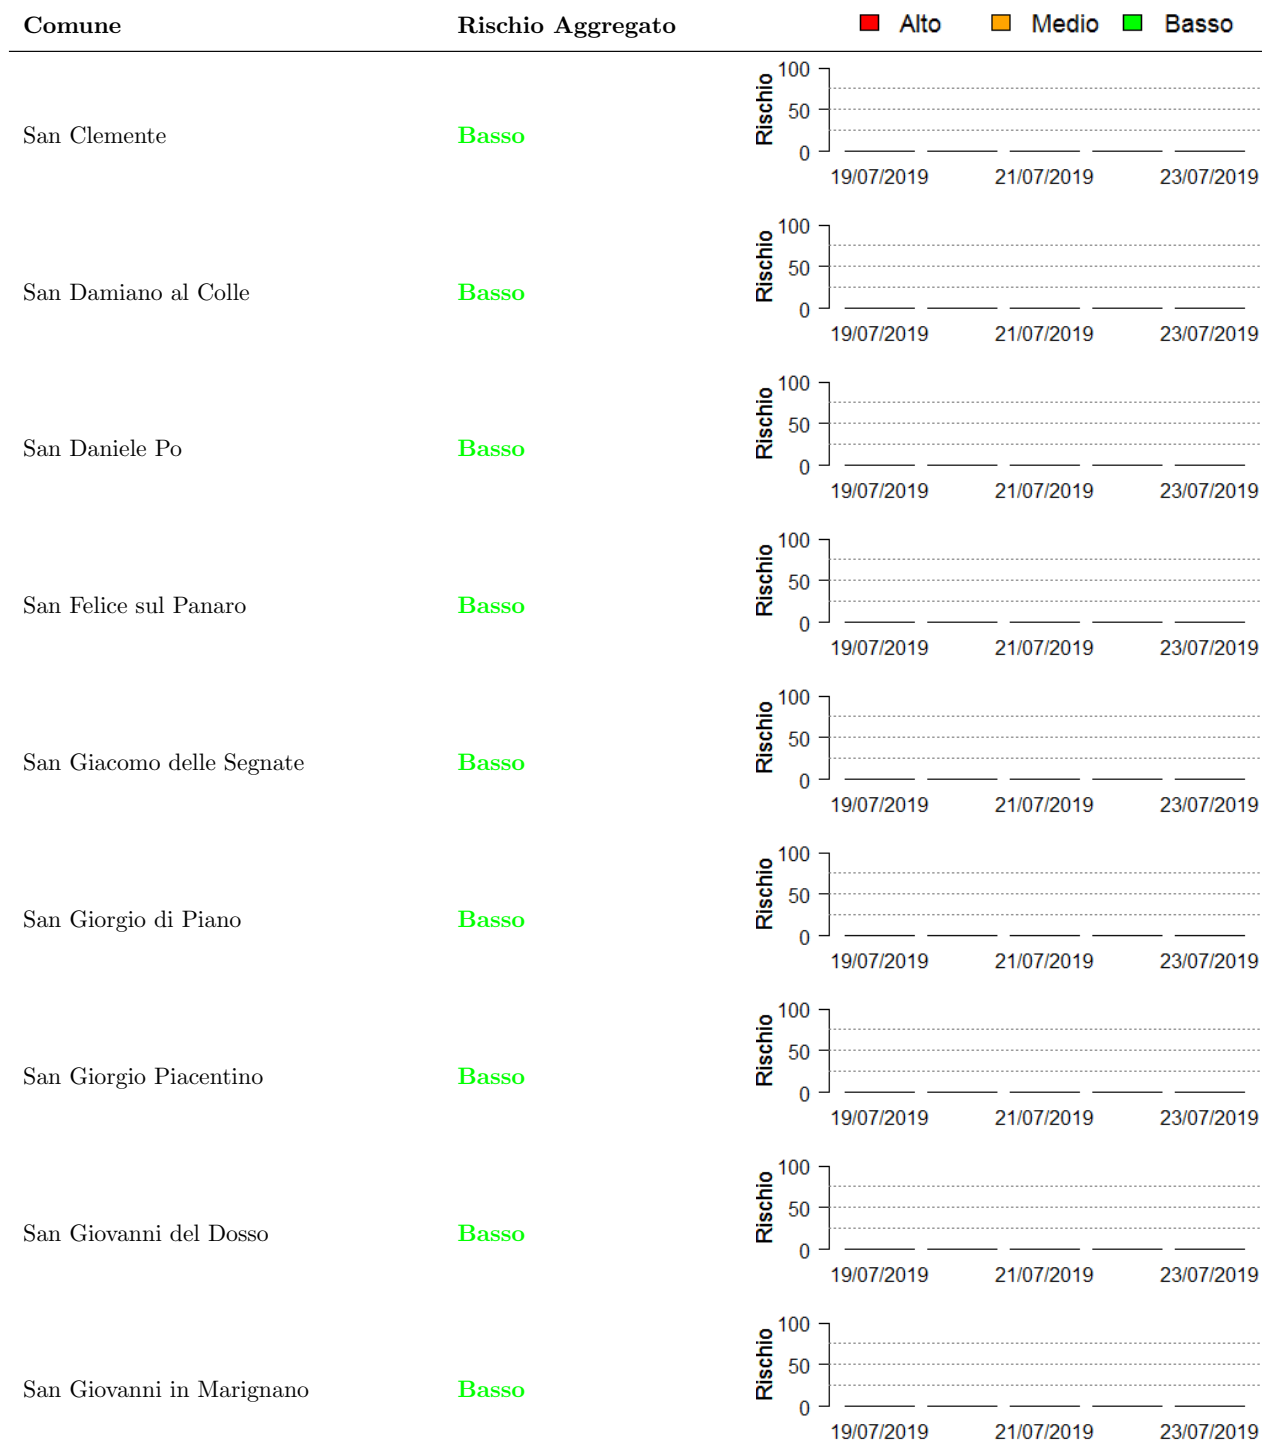 Comune Rischio Aggregato Alto Medio Basso
San Clemente Basso Rischio 100 50 0
19/07/2019 21/07/2019 23/07/2019
San Damiano al Colle Basso Rischio 100 50 0
19/07/2019 21/07/2019 23/07/2019
San Daniele Po Basso Rischio 100 50 0
19/07/2019 21/07/2019 23/07/2019
San Felice sul Panaro Basso Rischio 100 50 0
19/07/2019 21/07/2019 23/07/2019
San Giacomo delle Segnate Basso Rischio 100 50 0
19/07/2019 21/07/2019 23/07/2019
San Giorgio di Piano Basso Rischio 100 50 0
19/07/2019 21/07/2019 23/07/2019
San Giorgio Piacentino Basso Rischio 100 50 0
19/07/2019 21/07/2019 23/07/2019
San Giovanni del Dosso Basso Rischio 100 50 0
19/07/2019 21/07/2019 23/07/2019
San Giovanni in Marignano Basso Rischio 100 50 0
19/07/2019 21/07/2019 23/07/2019